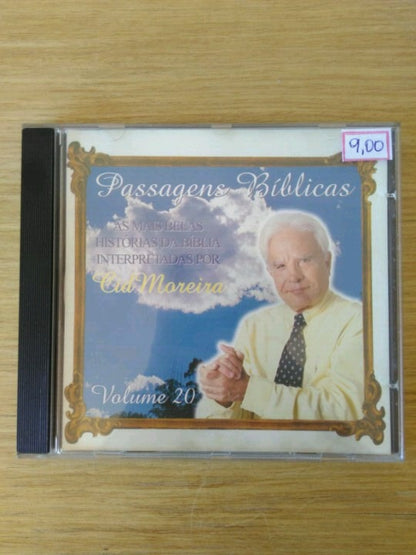 9,00
Passagens Bíblicas
AS MAIS BELAS
HISTÓRIAS DA BÍBLIA
INTERPRETADAS POR
Cid Moreira
Volume 20